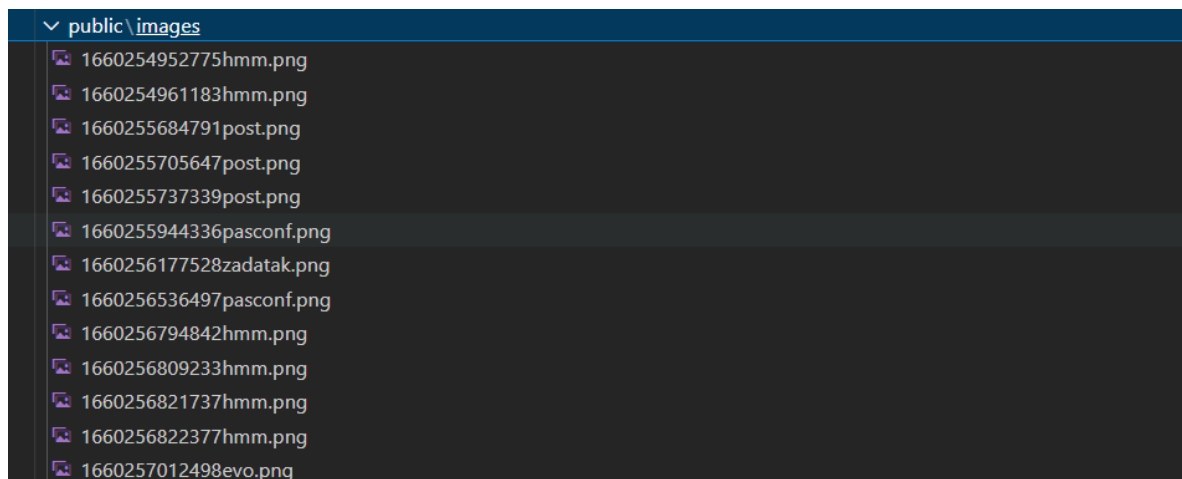 public\images
1660254952775hmm.png
1660254961183hmm.png
1660255684791post.png
1660255705647post.png
1660255737339post.png
1660255944336pasconf.png
1660256177528zadatak.png
1660256536497pasconf.png
1660256794842hmm.png
1660256809233hmm.png
1660256821737hmm.png
1660256822377hmm.png
1660257012498evo.png